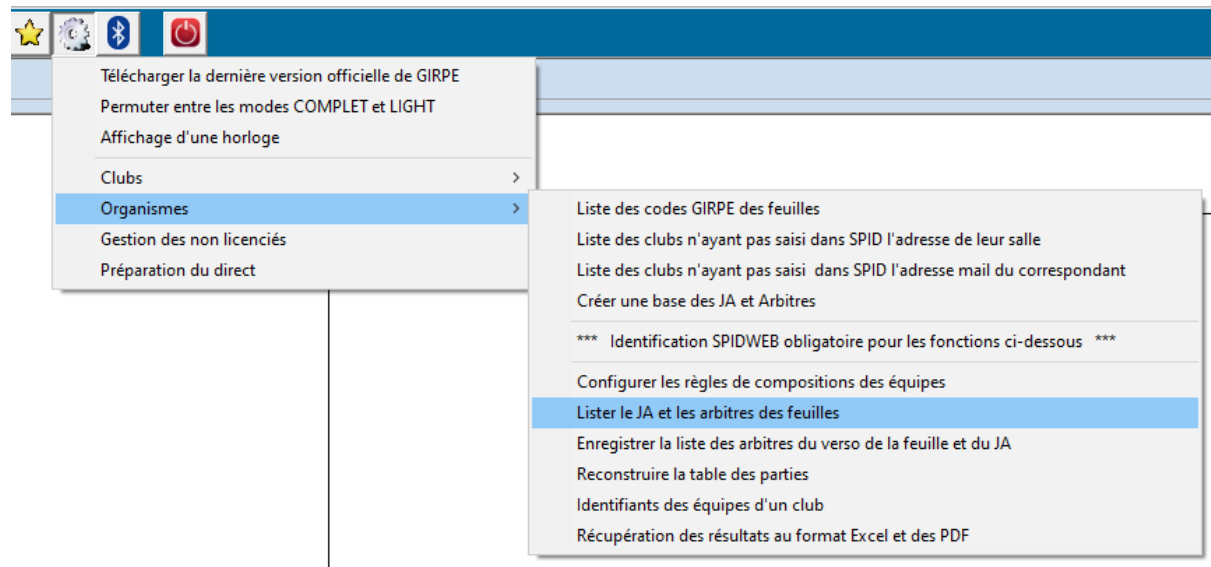 Télécharger la dernière version officielle de GIRPE
Permuter entre les modes COMPLET et LIGHT
Affichage d'une horloge
Clubs
Organismes
Gestion des non licenciés
Préparation du direct
Liste des codes GIRPE des feuilles
Liste des clubs n'ayant pas saisi dans SPID l'adresse de leur salle
Liste des clubs n'ayant pas saisi  dans SPID l'adresse mail du correspondant
Créer une base des JA et Arbitres
***   Identification SPIDWEB obligatoire pour les fonctions ci-dessous   ***
Configurer les règles de compositions des équipes
Lister le JA et les arbitres des feuilles
Enregistrer la liste des arbitres du verso de la feuille et du JA
Reconstruire la table des parties
Identifiants des équipes d'un club
Récupération des résultats au format Excel et des PDF